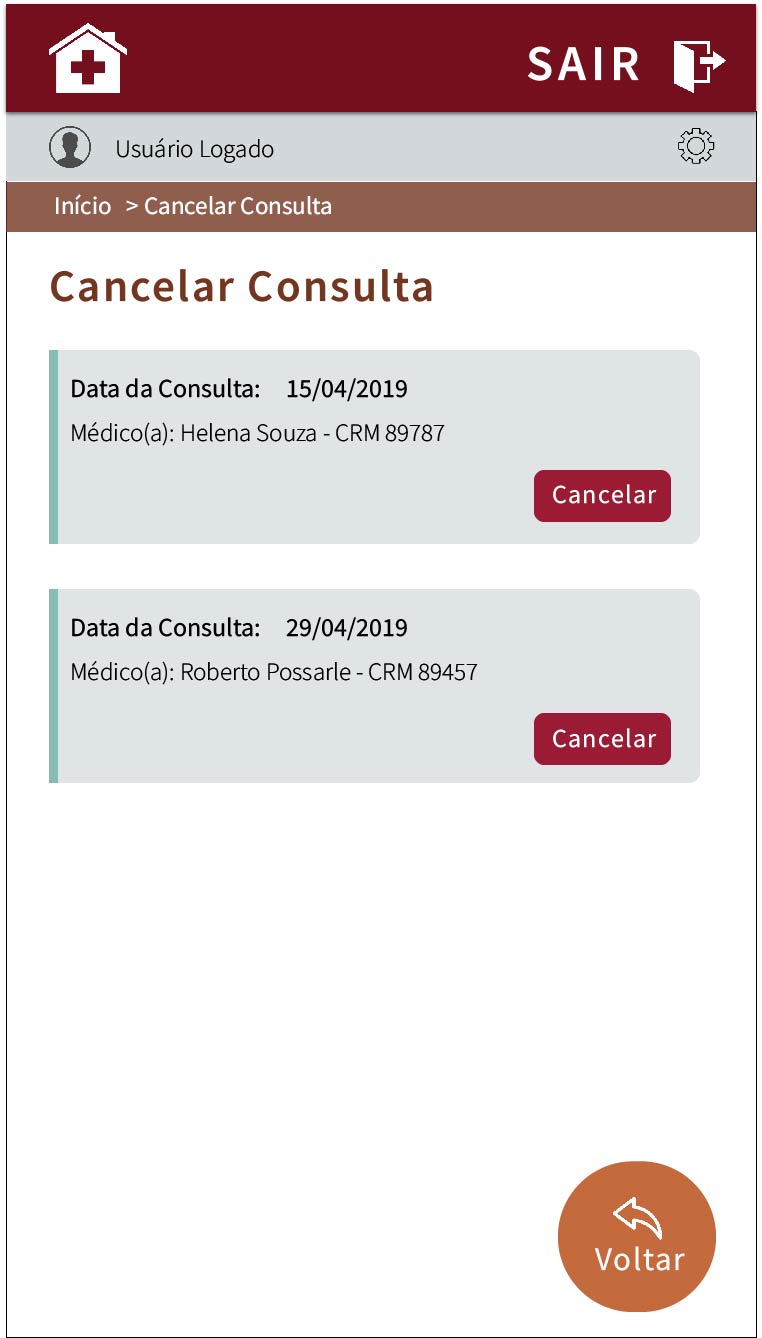 SAIR
Usuário Logado
Início > Cancelar Consulta
Cancelar Consulta
Data da Consulta: 15/04/2019
Médico(a): Helena Souza - CRM 89787
Cancelar
Data da Consulta: 29/04/2019
Médico(a): Roberto Possarle - CRM 89457
Cancelar
Voltar